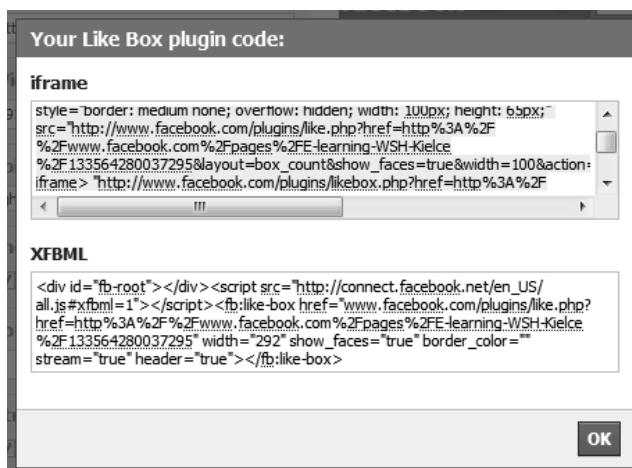 Your Like Box plugin code:
iframe
style="border: medium none; overflow: hidden; width: 100px; height: 65px;"
src="http://www.facebook.com/plugins/like.php?href=http%3A%2F
%2Fwww.facebook.com%2Fpages%2FE-learning-WSH-Kielce
%2F133564280037295&layout=box_count&show_faces=true&width=100&action=
iframe> "http://www.facebook.com/plugins/likebox.php?href=http%3A%2F
XFBML
<div id="fb-root"></div><script src="http://connect.facebook.net/en_US/
all.js#xfbml=1"></script><fb:like-box href="www.facebook.com/plugins/like.php?
href=http%3A%2F%2Fwww.facebook.com%2Fpages%2FE-learning-WSH-Kielce
%2F133564280037295" width="292" show_faces="true" border_color=""
stream="true" header="true"></fb:like-box>
OK